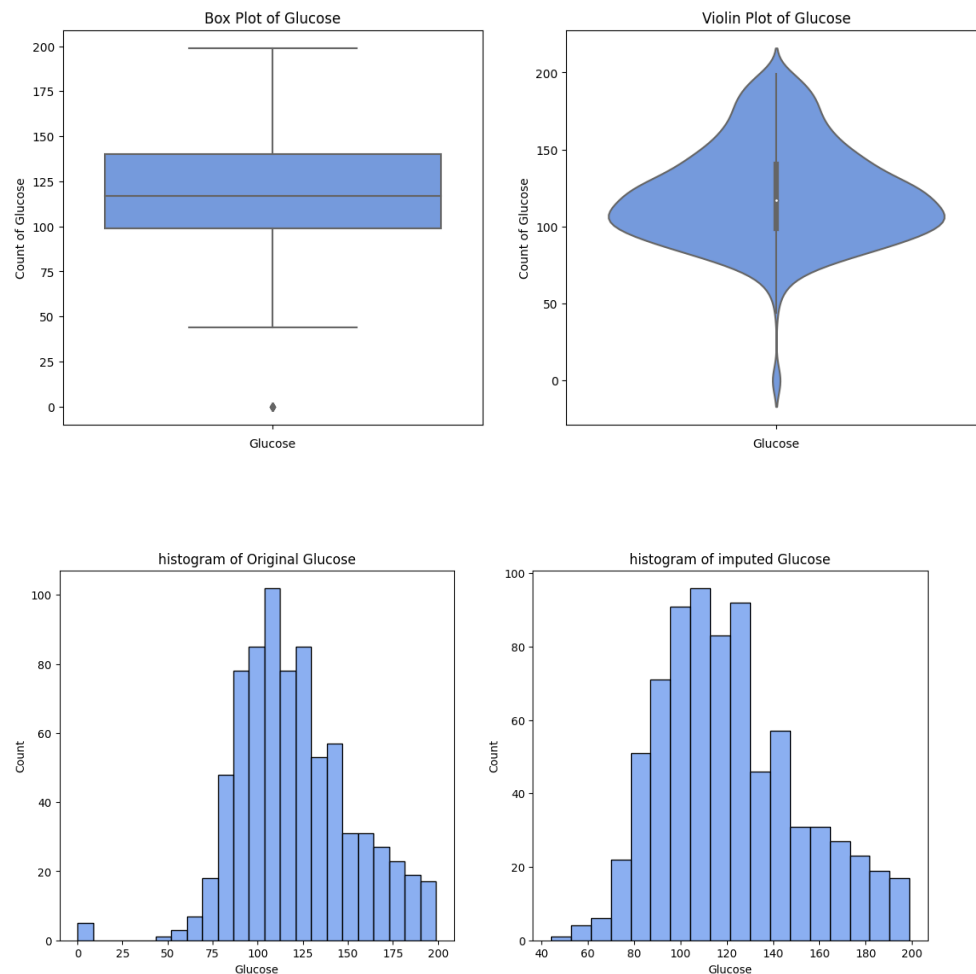 Box Plot of Glucose
Count of Glucose
200
175
150
125
100
75
50
25
0
Glucose
Violin Plot of Glucose
Count of Glucose
200
150
100
50
0
Glucose
histogram of Original Glucose
Count
100
80
60
40
20
0
0 25 50 75 100 125 150 175 200
Glucose
histogram of imputed Glucose
Count
100
80
60
40
20
0
40 60 80 100 120 140 160 180 200
Glucose